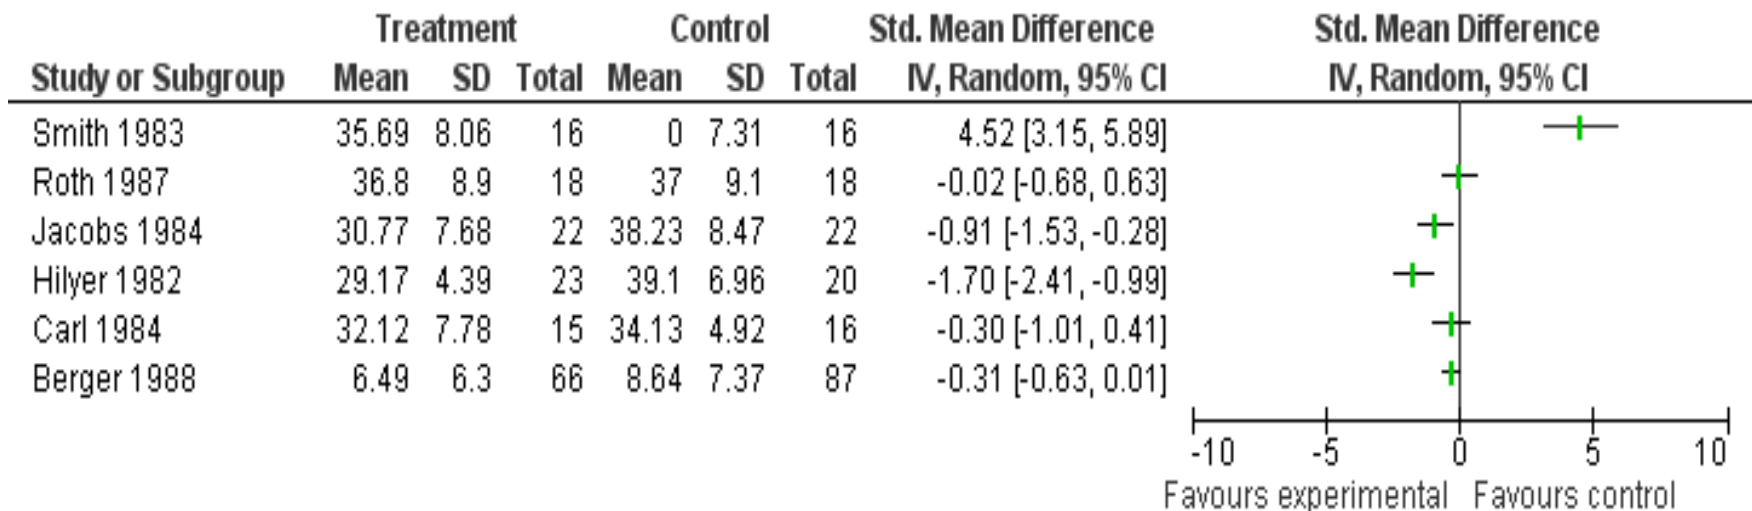 Treatment Control Std. Mean Difference Std. Mean Difference
Study or Subgroup Mean SD Total Mean SD Total IV, Random, 95% CI IV, Random, 95% CI
Smith 1983 35.69 8.06 16 0 7.31 16 4.52 [3.15, 5.89]
Roth 1987 36.8 8.9 18 37 9.1 18 -0.02 [-0.68, 0.63]
Jacobs 1984 30.77 7.68 22 38.23 8.47 22 -0.91 [-1.53, -0.28]
Hilyer 1982 29.17 4.39 23 39.1 6.96 20 -1.70 [-2.41, -0.99]
Carl 1984 32.12 7.78 15 34.13 4.92 16 -0.30 [-1.01, 0.41]
Berger 1988 6.49 6.3 66 8.64 7.37 87 -0.31 [-0.63, 0.01]
-10 -5 0 5 10
Favours experimental Favours control